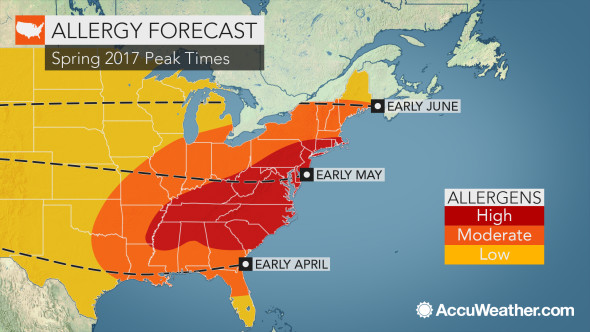 ALLERGY FORECAST
Spring 2017 Peak Times
EARLY JUNE
EARLY MAY
EARLY APRIL
ALLERGENS
High
Moderate
Low
AccuWeather.com